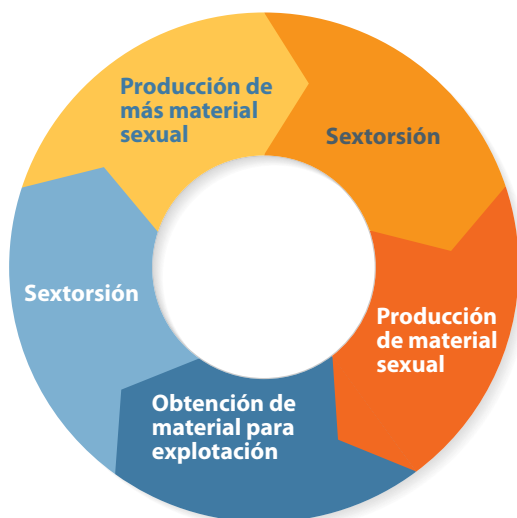 Producción de
más material
sexual
Sextorsión
Producción
de material
sexual
Obtención de
material para
explotación
Sextorsión